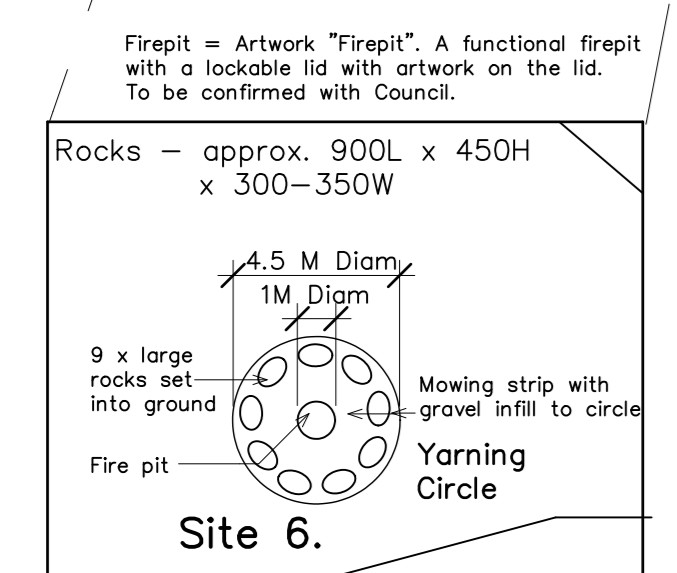 Firepit = Artwork "Firepit". A functional firepit
with a lockable lid with artwork on the lid.
To be confirmed with Council.
Rocks – approx. 900L x 450H
x 300–350W
4.5 M Diam
1M Diam
9 x large
rocks set
into ground
Mowing strip with
gravel infill to circle
Fire pit
Yarning
Circle
Site 6.